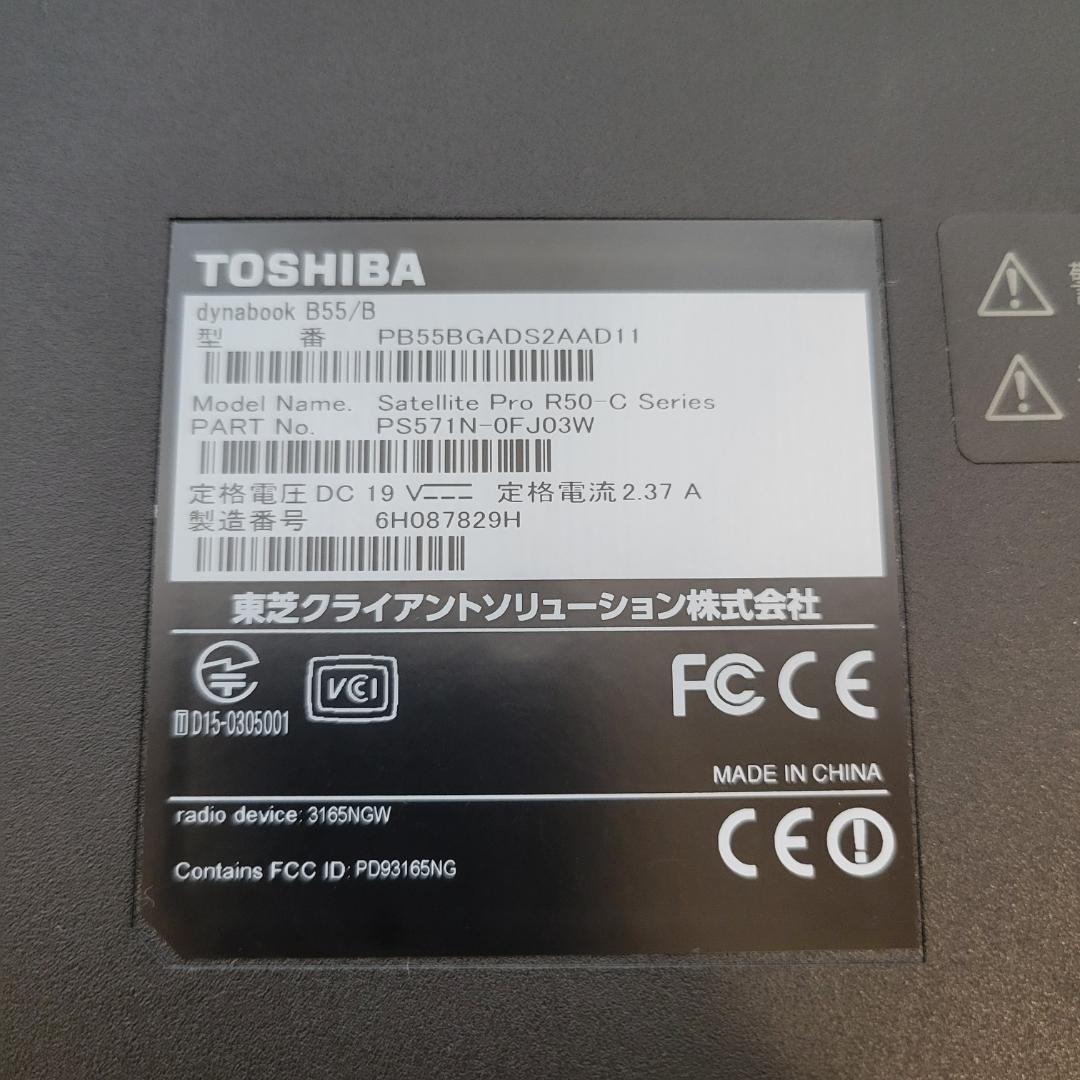 TOSHIBA
dynabook B55/B
型 番 PB55BGADS2AAD11
Model Name. Satellite Pro R50-C Series
PART No. PS571N-0FJ03W
定格電圧 DC 19 V 定格電流 2.37 A
製造番号 6H087829H
東芝クライアントソリューション株式会社
VCI
FC CE
T D15-0305001
MADE IN CHINA
radio device: 3165NGW
CE
Contains FCC ID: PD93165NG